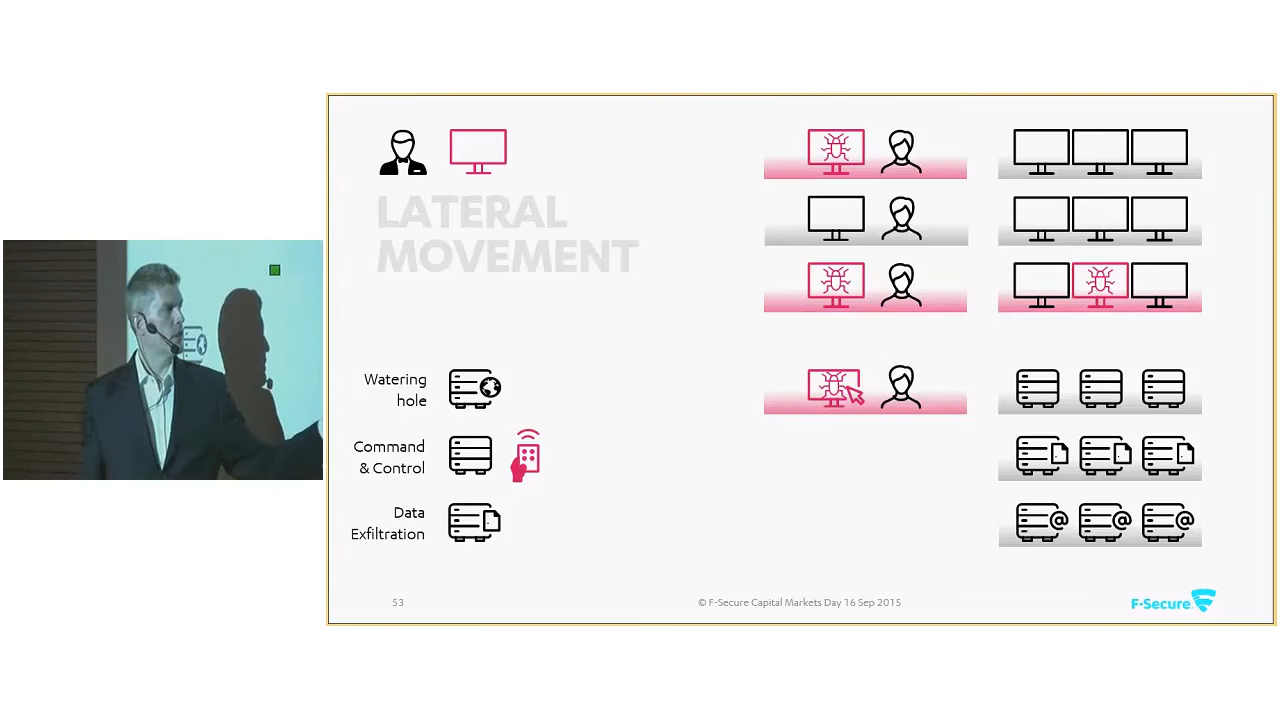 LATERAL
MOVEMENT
Watering
hole
Command
& Control
Data
Exfiltration
@ @ @
53
© F-Secure Capital Markets Day 16 Sep 2015
F-Secure.